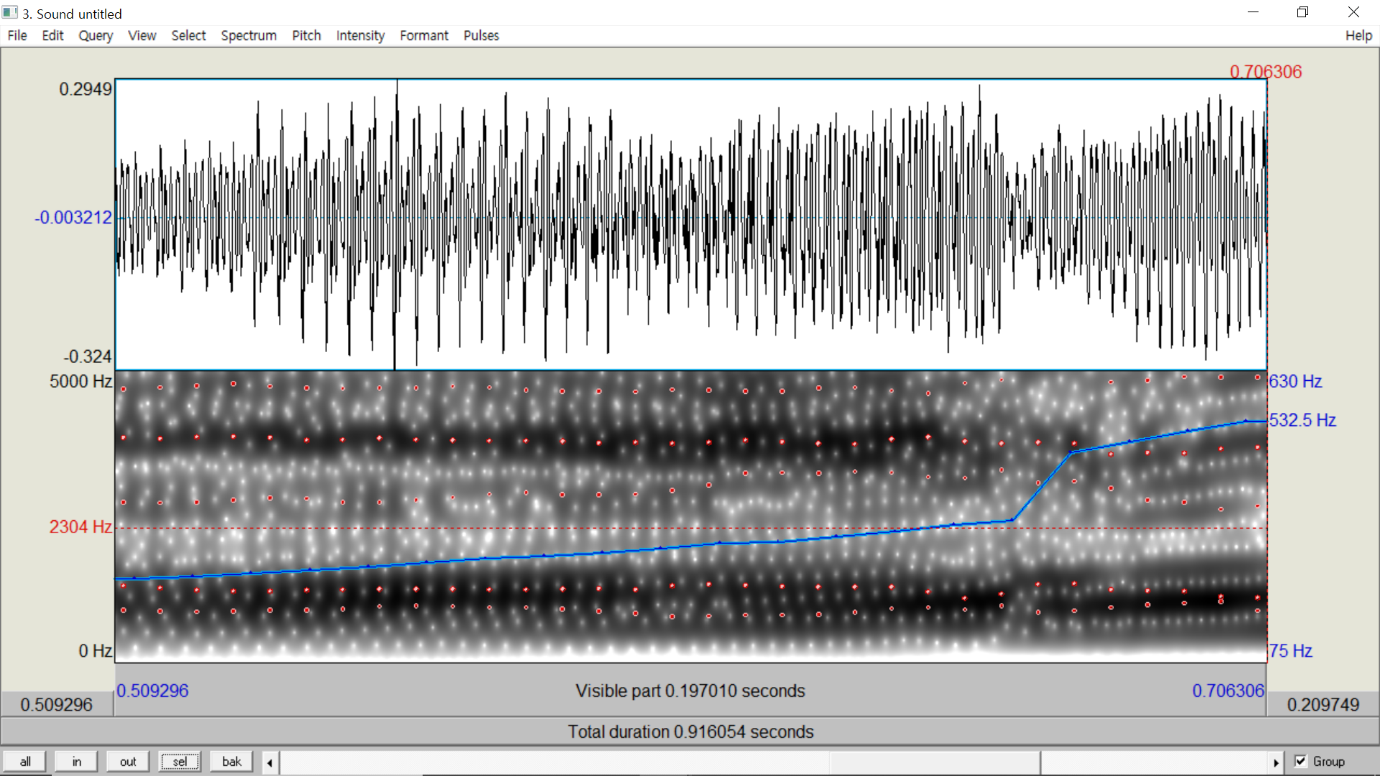 3. Sound untitled
File Edit Query View Select Spectrum Pitch Intensity Formant Pulses Help
0.706306
0.2949
-0.003212
-0.324
5000 Hz 630 Hz
532.5 Hz
2304 Hz
0 Hz 75 Hz
0.509296 Visible part 0.197010 seconds 0.706306
0.509296 0.209749
Total duration 0.916054 seconds
all in out sel bak Group